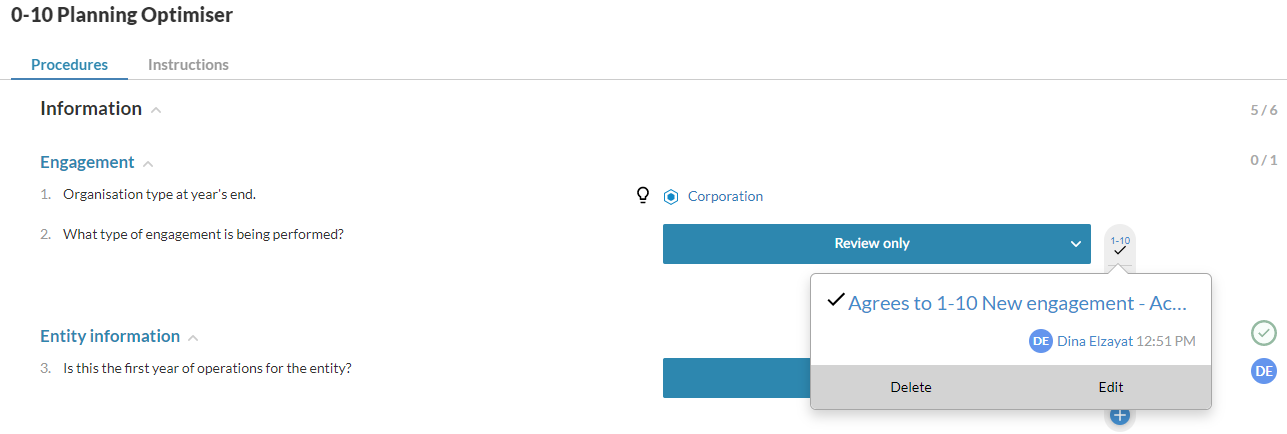 0-10 Planning Optimiser
Procedures Instructions
Information 5 / 6
Engagement 0 / 1
1. Organisation type at year's end. Corporation
2. What type of engagement is being performed? Review only 1-10
Agrees to 1-10 New engagement - Ac...
DE Dina Elzayat 12:51 PM
Entity information
3. Is this the first year of operations for the entity? DE
Delete Edit